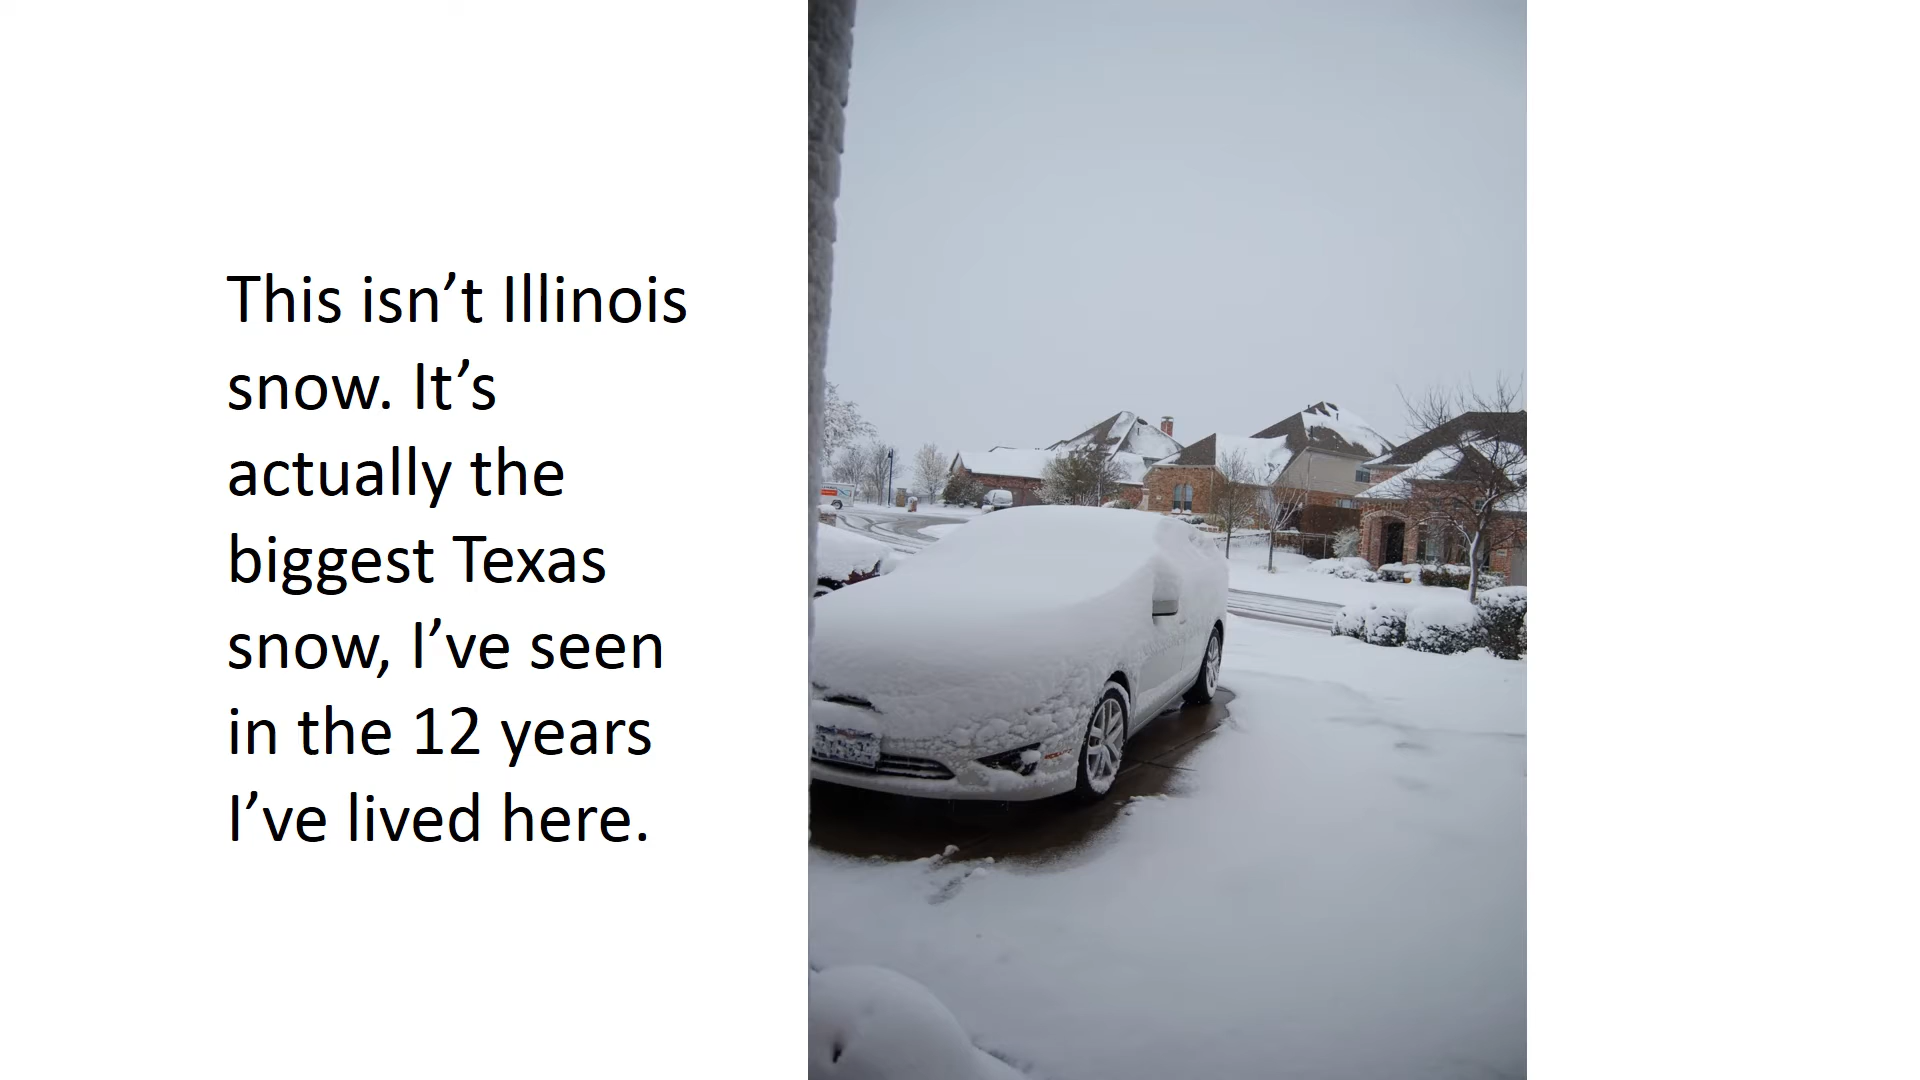 This isn’t Illinois
snow. It’s
actually the
biggest Texas
snow, I’ve seen
in the 12 years
I’ve lived here.